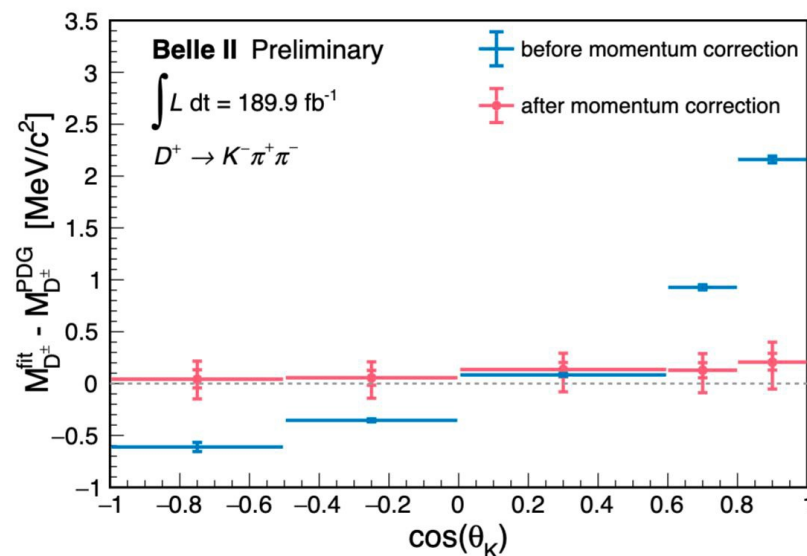 Belle II Preliminary
∫L dt = 189.9 fb⁻¹
D⁺ → K⁻π⁺π⁻
before momentum correction
after momentum correction
M^fit_D± - M^PDG_D± [MeV/c²]
3.5
3
2.5
2
1.5
1
0.5
0
−0.5
−1
−1 −0.8 −0.6 −0.4 −0.2 0 0.2 0.4 0.6 0.8 1
cos(θ_K)